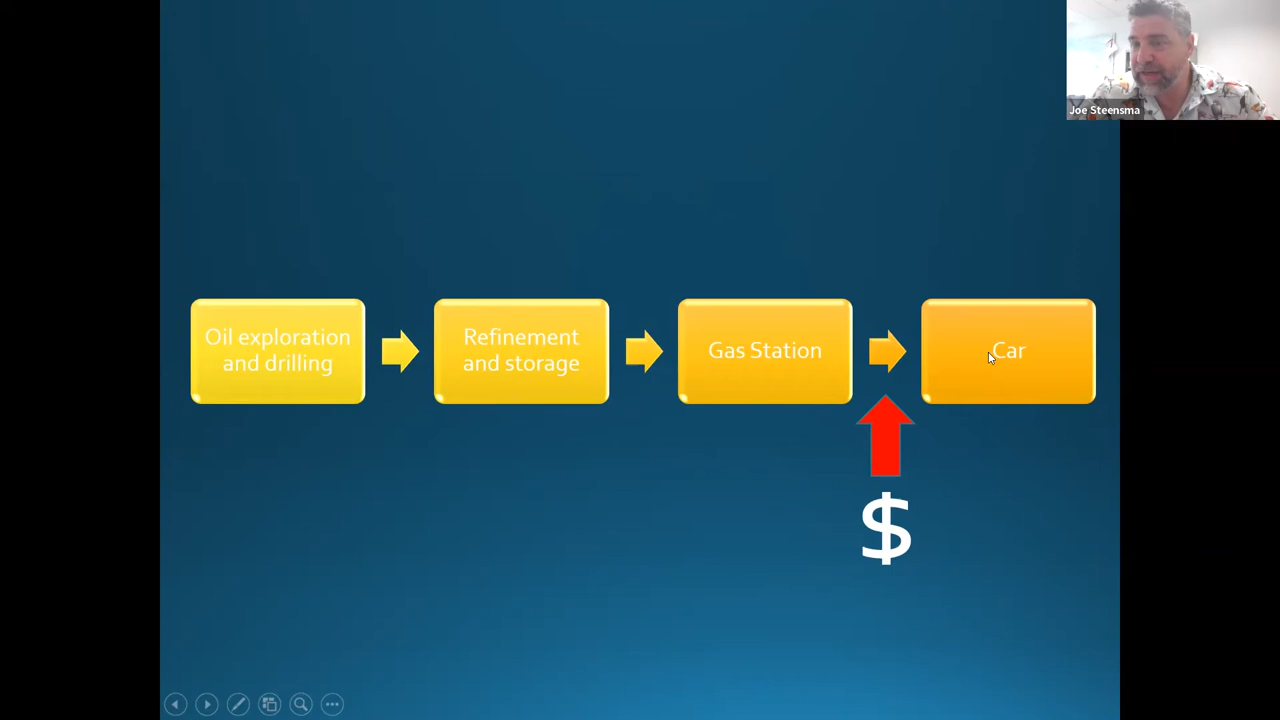 Joe Steensma
Oil exploration
and drilling
Refinement
and storage
Gas Station
Car
$